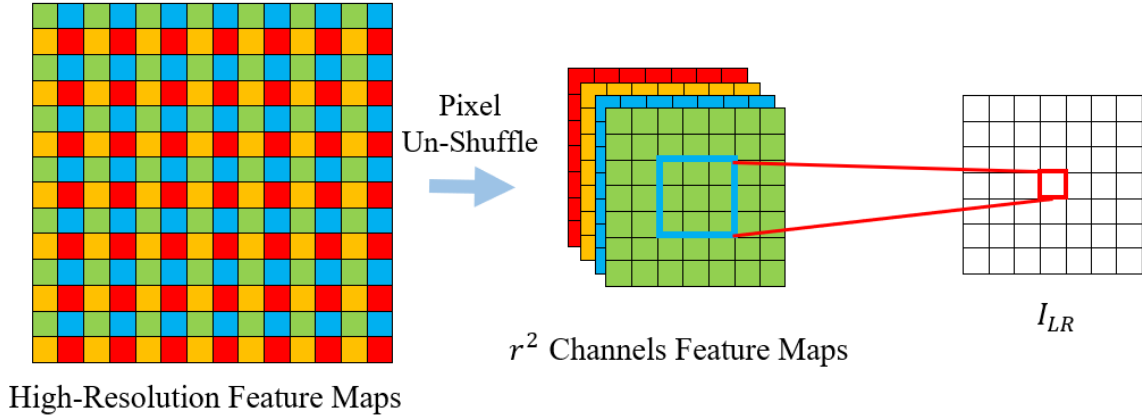 Pixel
Un-Shuffle
High-Resolution Feature Maps
r² Channels Feature Maps
I_LR